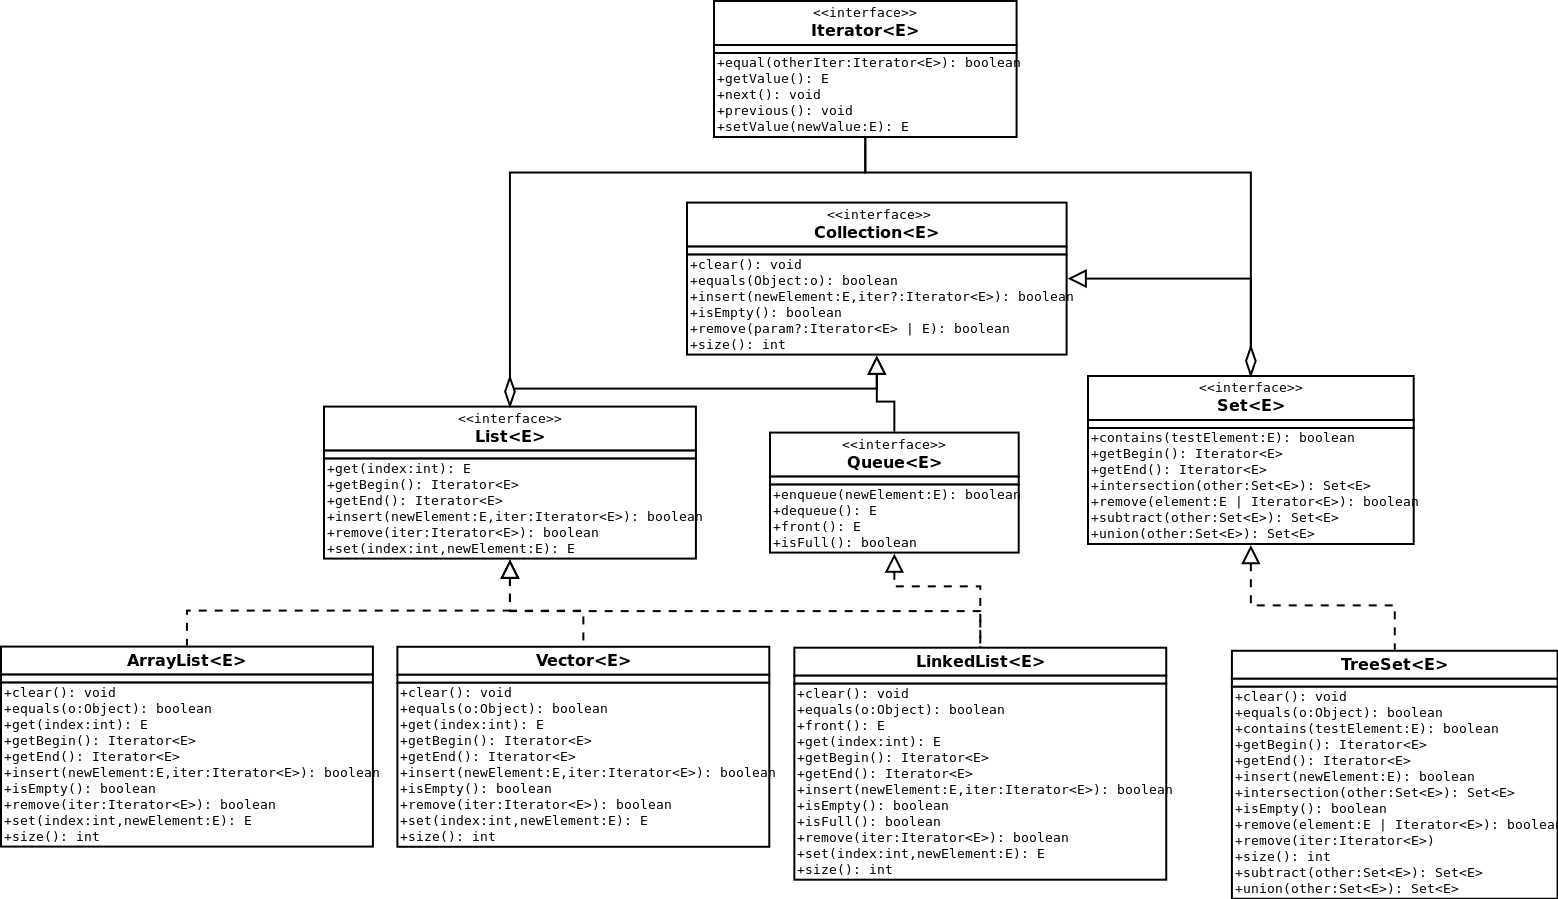 <<interface>>
Iterator<E>
+equal(otherIter:Iterator<E>): boolean
+getValue(): E
+next(): void
+previous(): void
+setValue(newValue:E): E
<<interface>>
Collection<E>
+clear(): void
+equals(Object:o): boolean
+insert(newElement:E,iter?:Iterator<E>): boolean
+isEmpty(): boolean
+remove(param?:Iterator<E> | E): boolean
+size(): int
<<interface>>
List<E>
+get(index:int): E
+getBegin(): Iterator<E>
+getEnd(): Iterator<E>
+insert(newElement:E,iter:Iterator<E>): boolean
+remove(iter:Iterator<E>): boolean
+set(index:int,newElement:E): E
<<interface>>
Queue<E>
+enqueue(newElement:E): boolean
+dequeue(): E
+front(): E
+isFull(): boolean
<<interface>>
Set<E>
+contains(testElement:E): boolean
+getBegin(): Iterator<E>
+getEnd(): Iterator<E>
+intersection(other:Set<E>): Set<E>
+remove(element:E | Iterator<E>): boolean
+subtract(other:Set<E>): Set<E>
+union(other:Set<E>): Set<E>
ArrayList<E>
+clear(): void
+equals(o:Object): boolean
+get(index:int): E
+getBegin(): Iterator<E>
+getEnd(): Iterator<E>
+insert(newElement:E,iter:Iterator<E>): boolean
+isEmpty(): boolean
+remove(iter:Iterator<E>): boolean
+set(index:int,newElement:E): E
+size(): int
Vector<E>
+clear(): void
+equals(o:Object): boolean
+get(index:int): E
+getBegin(): Iterator<E>
+getEnd(): Iterator<E>
+insert(newElement:E,iter:Iterator<E>): boolean
+isEmpty(): boolean
+remove(iter:Iterator<E>): boolean
+set(index:int,newElement:E): E
+size(): int
LinkedList<E>
+clear(): void
+equals(o:Object): boolean
+front(): E
+get(index:int): E
+getBegin(): Iterator<E>
+getEnd(): Iterator<E>
+insert(newElement:E,iter:Iterator<E>): boolean
+isEmpty(): boolean
+isFull(): boolean
+remove(iter:Iterator<E>): boolean
+set(index:int,newElement:E): E
+size(): int
TreeSet<E>
+clear(): void
+equals(o:Object): boolean
+contains(testElement:E): boolean
+getBegin(): Iterator<E>
+getEnd(): Iterator<E>
+insert(newElement:E): boolean
+intersection(other:Set<E>): Set<E>
+isEmpty(): boolean
+remove(element:E | Iterator<E>): boolean
+remove(iter:Iterator<E>)
+size(): int
+subtract(other:Set<E>): Set<E>
+union(other:Set<E>): Set<E>